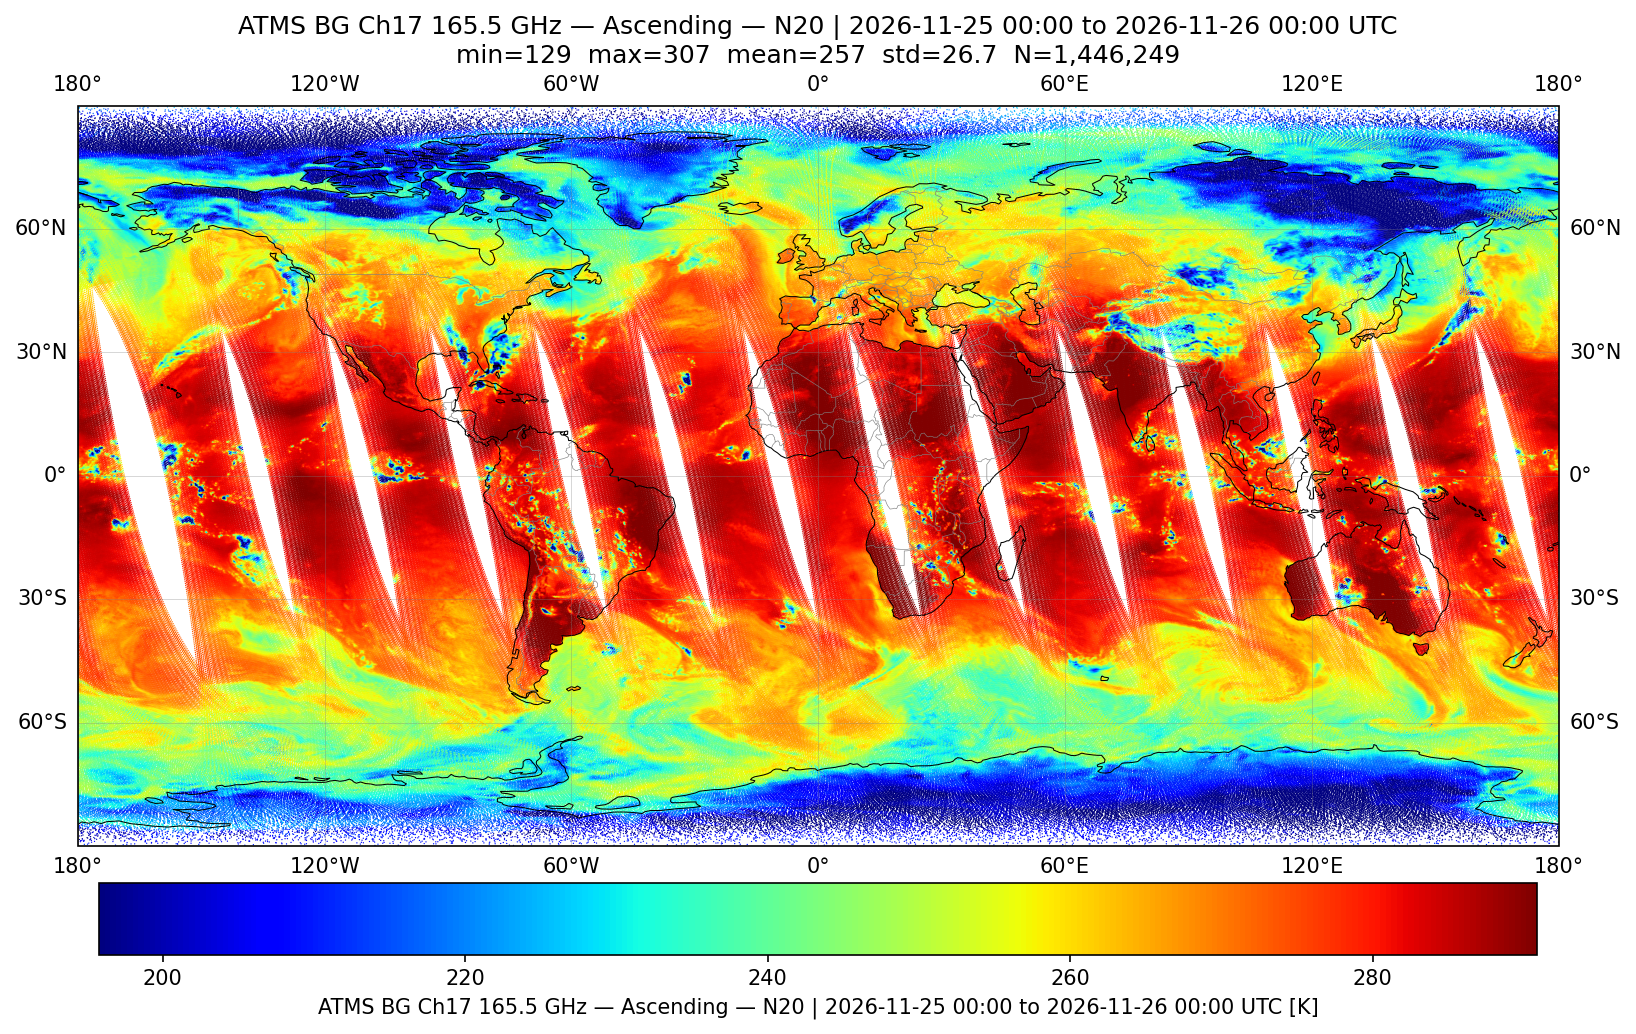 ATMS BG Ch17 165.5 GHz — Ascending — N20 | 2026-11-25 00:00 to 2026-11-26 00:00 UTC
min=129  max=307  mean=257  std=26.7  N=1,446,249
180° 120°W 60°W 0° 60°E 120°E 180°
60°N 60°N
30°N 30°N
0° 0°
30°S 30°S
60°S 60°S
180° 120°W 60°W 0° 60°E 120°E 180°
200 220 240 260 280
ATMS BG Ch17 165.5 GHz — Ascending — N20 | 2026-11-25 00:00 to 2026-11-26 00:00 UTC [K]